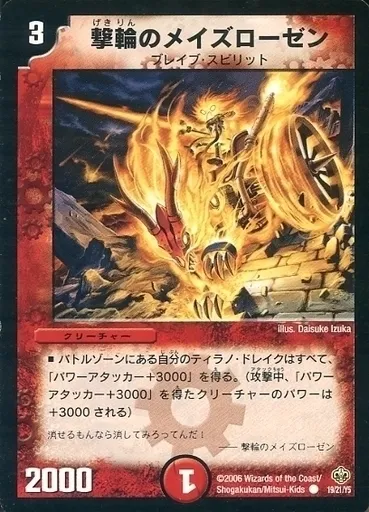 3
げきりん
撃輪のメイズローゼン
ブレイブ・スピリット
illus. Daisuke Izuka
クリーチャー
■ バトルゾーンにある自分のティラノ・ドレイクはすべて、
「パワーアタッカー+3000」を得る。(攻撃中、「パワー
アタッカー+3000」を得たクリーチャーのパワーは
+3000 される)
消せるもんなら消してみろってんだ!
—— 撃輪のメイズローゼン
2000
1
©2006 Wizards of the Coast/
Shogakukan/Mitsui-Kids
19/21/Y5